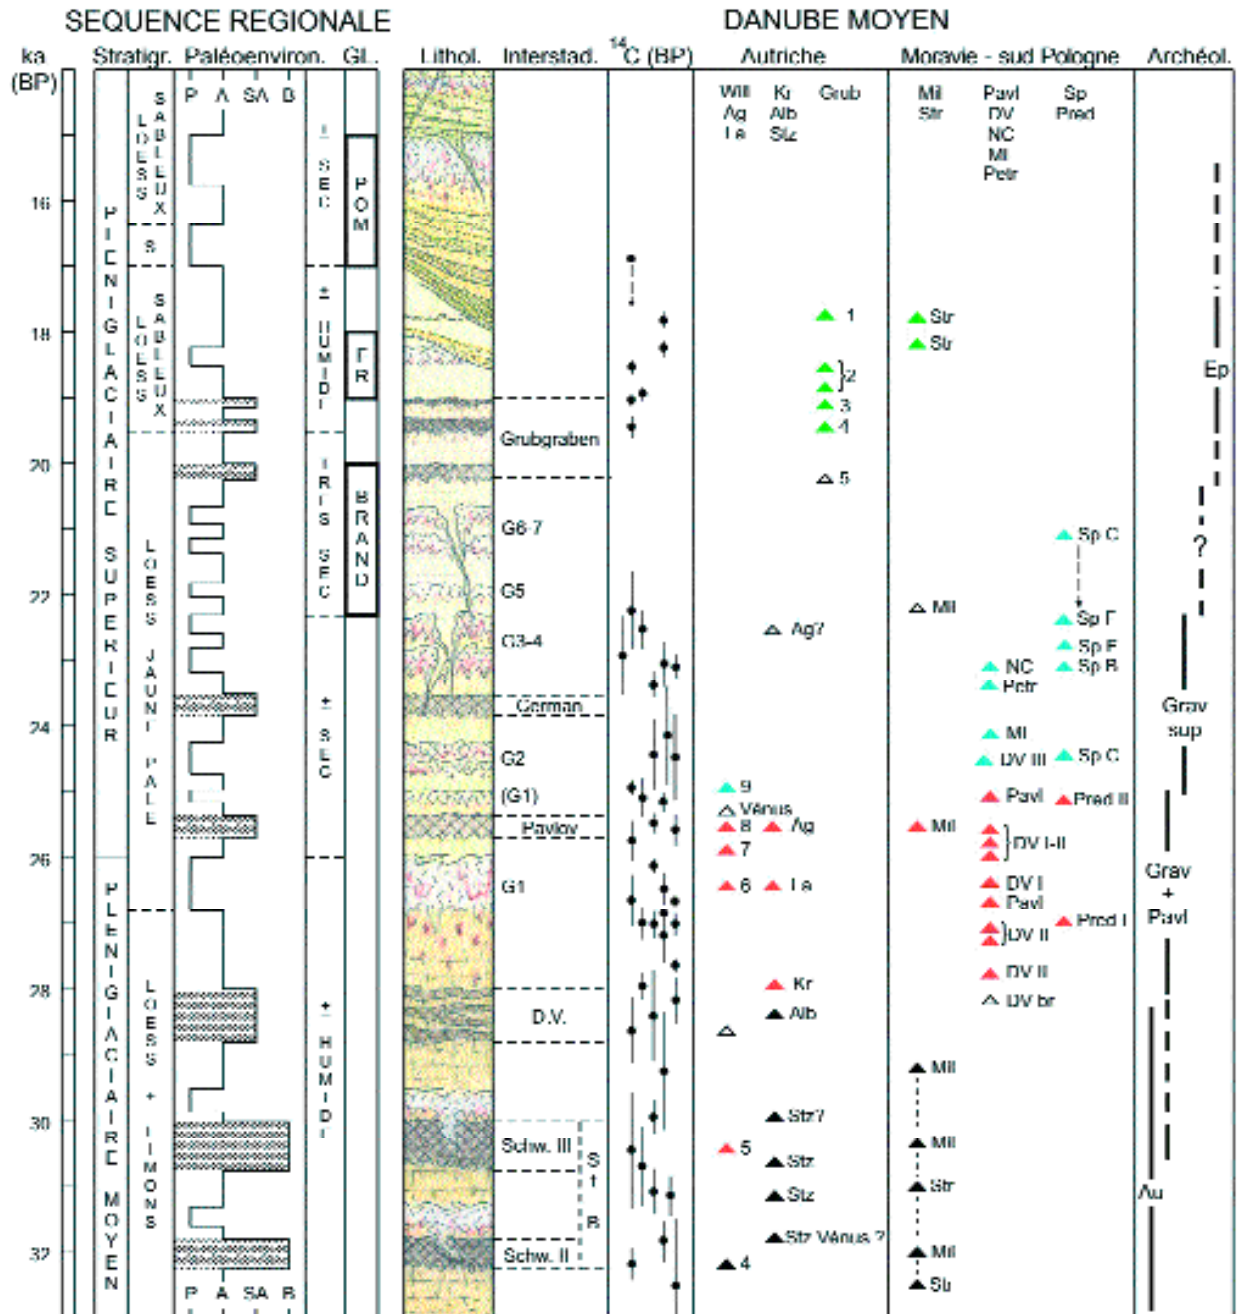 SEQUENCE REGIONALE
DANUBE MOYEN
ka (BP)
Stratigr. Paléoenviron. GL.
Lithol.
Interstad.
14C (BP)
Autriche
Moravie - sud Pologne
Archéol.
P A SA B
Will Kr Grub
Ag Alb
La Stz
Mil Pavl Sp
Str DV Pred
NC
Ml
Petr
16
18
20
22
24
26
28
30
32
PLENIGLACIAIRE SUPERIEUR
PLENIGLACIAIRE MOYEN
LOESS SABLEUX
S
LOESS SABLEUX
LOESS JAUNE PALE
LOESS + LIMONS
± SEC
± HUMIDE
TRES SEC
± SEC
± HUMIDE
POM
FR
BRAND
Grubgraben
G6-7
G5
G3-4
German
G2
(G1)
Pavlov
G1
D.V.
Schw. III
Schw. II
St B
1
2
3
4
5
Ag?
9
Vénus
8
Ag
7
6
La
Kr
Alb
Stz?
5
Stz
Stz
Stz Vénus ?
4
Str
Str
Mil
Mil
Mil
Mil
Str
Mil
Str
NC
Petr
Ml
DV III
Pavl
DV I-II
DV I
Pavl
DV II
DV II
DV br
Sp C
Sp F
Sp E
Sp B
Sp C
Pred II
Pred I
Ep
?
Grav sup
Grav + Pavl
Au
P A SA B